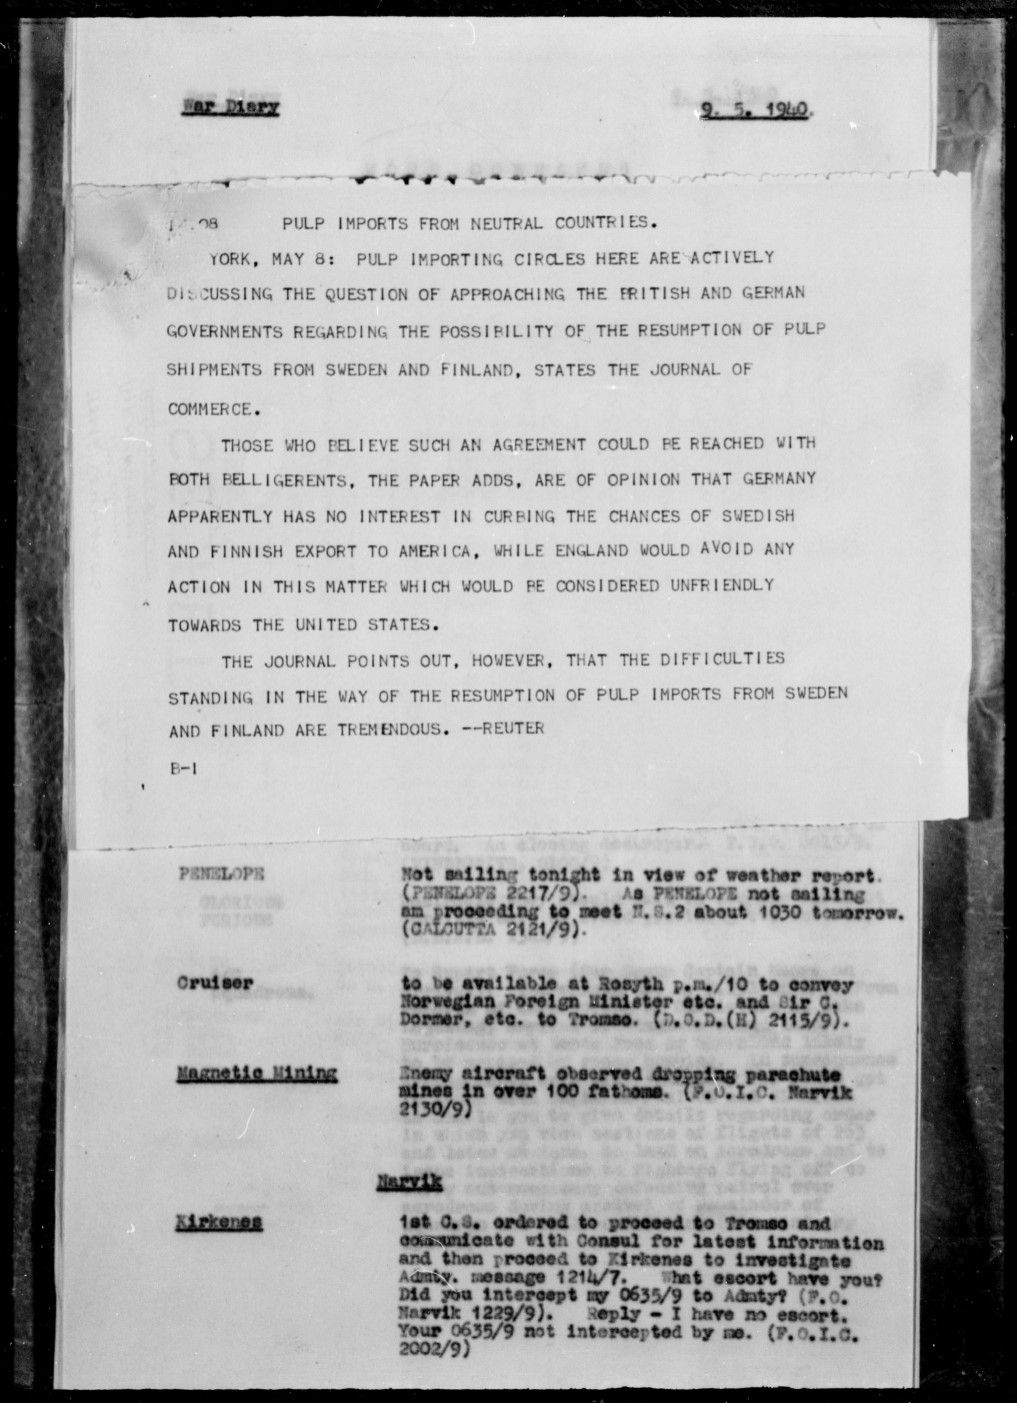 War Diary 9. 5. 1940.
PULP IMPORTS FROM NEUTRAL COUNTRIES.
YORK, MAY 8: PULP IMPORTING CIRCLES HERE ARE ACTIVELY
DISCUSSING THE QUESTION OF APPROACHING THE BRITISH AND GERMAN
GOVERNMENTS REGARDING THE POSSIBILITY OF THE RESUMPTION OF PULP
SHIPMENTS FROM SWEDEN AND FINLAND, STATES THE JOURNAL OF
COMMERCE.
THOSE WHO BELIEVE SUCH AN AGREEMENT COULD BE REACHED WITH
BOTH BELLIGERENTS, THE PAPER ADDS, ARE OF OPINION THAT GERMANY
APPARENTLY HAS NO INTEREST IN CURBING THE CHANCES OF SWEDISH
AND FINNISH EXPORT TO AMERICA, WHILE ENGLAND WOULD AVOID ANY
ACTION IN THIS MATTER WHICH WOULD BE CONSIDERED UNFRIENDLY
TOWARDS THE UNITED STATES.
THE JOURNAL POINTS OUT, HOWEVER, THAT THE DIFFICULTIES
STANDING IN THE WAY OF THE RESUMPTION OF PULP IMPORTS FROM SWEDEN
AND FINLAND ARE TREMENDOUS. --REUTER
B-1
PENELOPE Not sailing tonight in view of weather report.
(PENELOPE 2217/9). As PENELOPE not sailing
am proceeding to meet N.S.2 about 1030 tomorrow.
(CALCUTTA 2121/9).
Cruiser to be available at Rosyth p.m./10 to convey
Norwegian Foreign Minister etc. and Sir C.
Dormer, etc. to Tromso. (D.O.D.(H) 2115/9).
Magnetic Mining Enemy aircraft observed dropping parachute
mines in over 100 fathoms. (F.O.I.C. Narvik
2130/9)
Narvik
Kirkenes 1st C.S. ordered to proceed to Tromso and
communicate with Consul for latest information
and then proceed to Kirkenes to investigate
Admty. message 1214/7. What escort have you?
Did you intercept my 0635/9 to Admty? (F.O.
Narvik 1229/9). Reply - I have no escort.
Your 0635/9 not intercepted by me. (F.O.I.C.
2002/9)